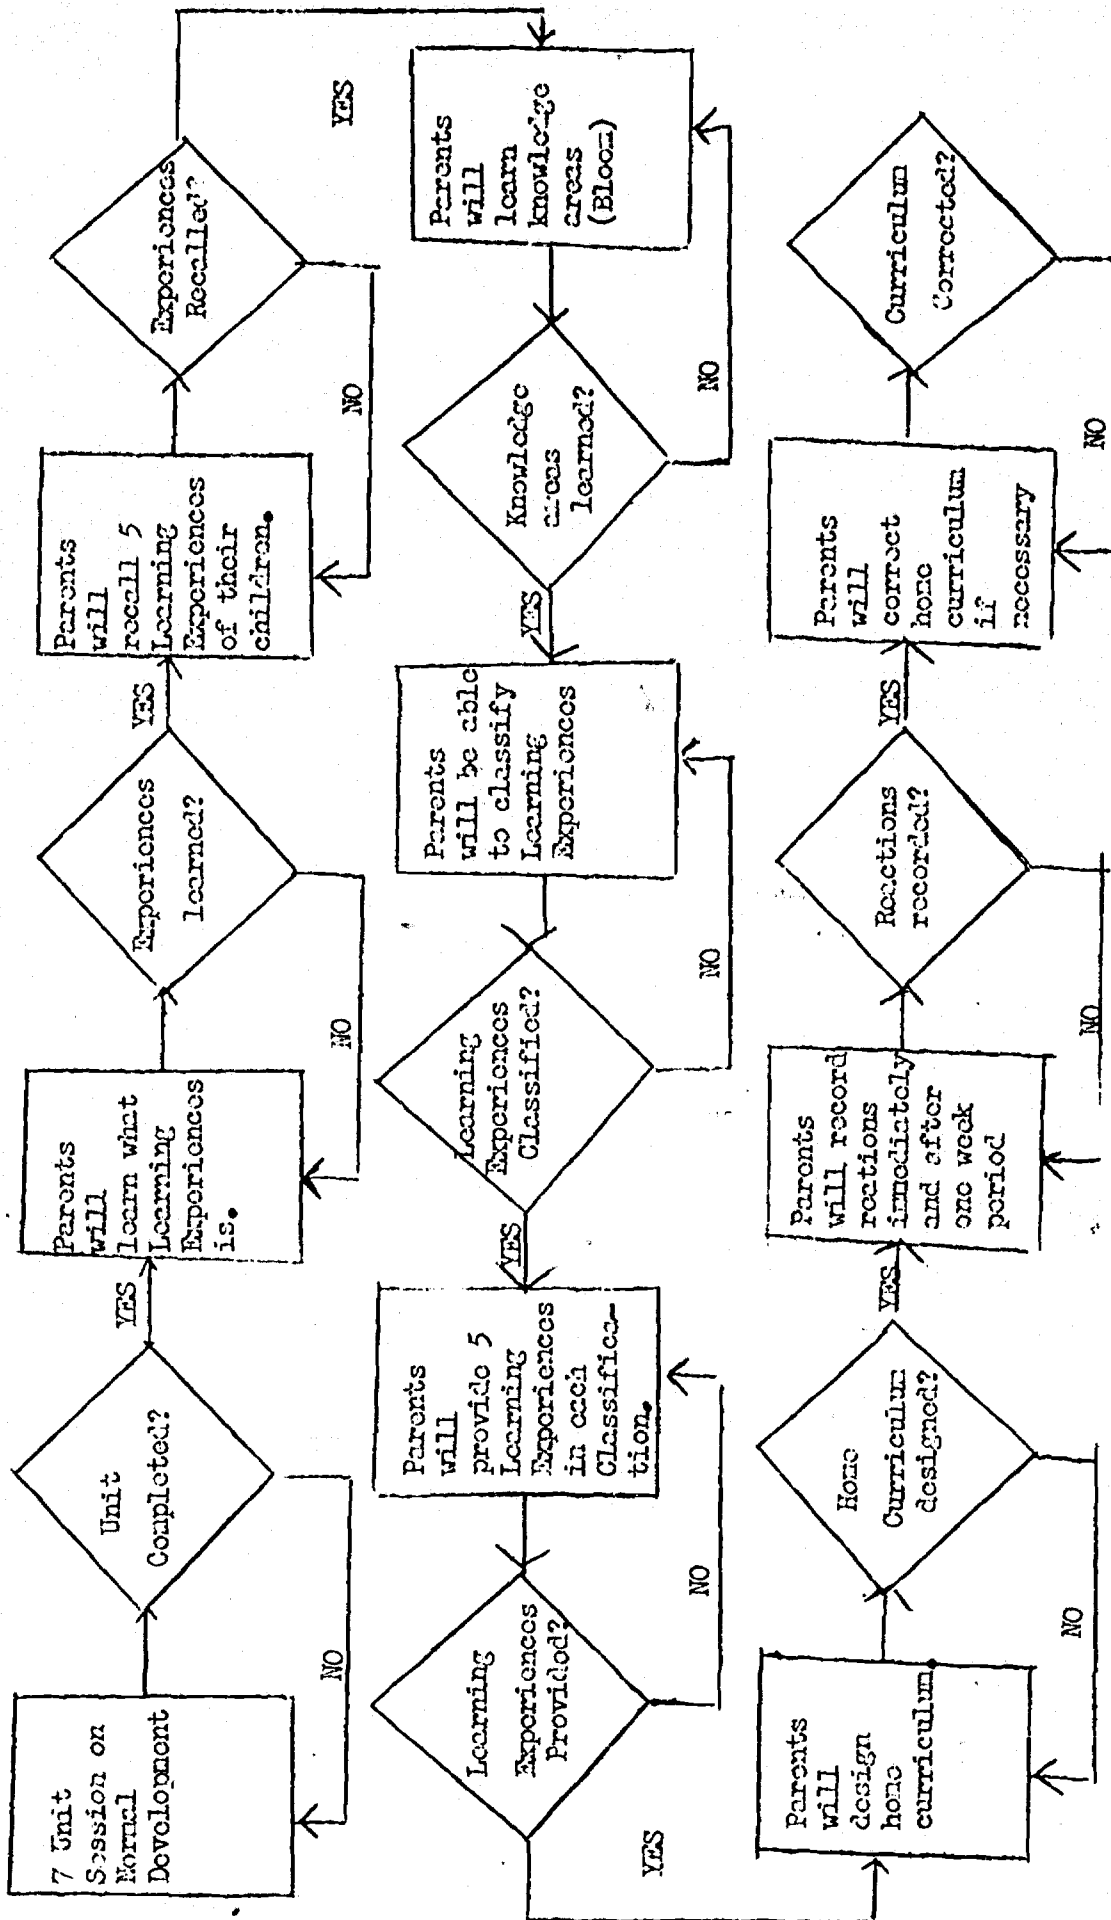 7 Unit
Session on
Normal
Development
NO
Unit
Completed?
YES
Parents
will
learn what
Learning
Experiences
is.
NO
Experiences
learned?
YES
Parents
will
recall 5
Learning
Experiences
of their
children.
NO
Experiences
Recalled?
YES
Parents
will
learn
knowledge
areas
(Bloom)
NO
Knowledge
areas
learned?
YES
Parents
will be able
to classify
Learning
Experiences
NO
Learning
Experiences
Classified?
YES
Parents
will
provide 5
Learning
Experiences
in each
Classifica-
tion.
NO
Learning
Experiences
Provided?
YES
Parents
will
design
home
curriculum
NO
Home
Curriculum
designed?
YES
Parents
will record
reations
immediately
and after
one week
period
NO
Reactions
recorded?
YES
Parents
will
correct
home
curriculum
if
necessary
NO
Curriculum
Corrected?